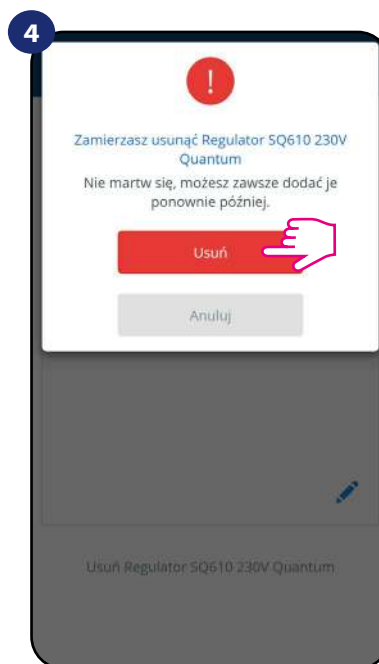 4
!
Zamierzasz usunąć Regulator SQ610 230V
Quantum
Nie martw się, możesz zawsze dodać je
ponownie później.
Usuń
Anuluj
Usuń Regulator SQ610 230V Quantum